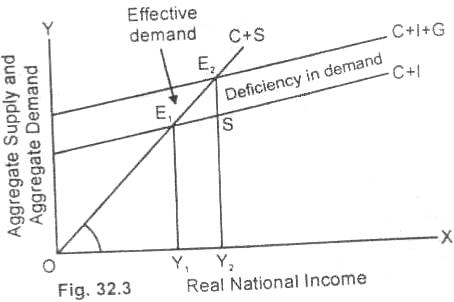 Effective
demand
Y
C+S
C+I+G
E₂
Deficiency in demand
C+I
E₁
S
Aggregate Supply and
Aggregate Demand
O
Y₁
Y₂
X
Real National Income
Fig. 32.3